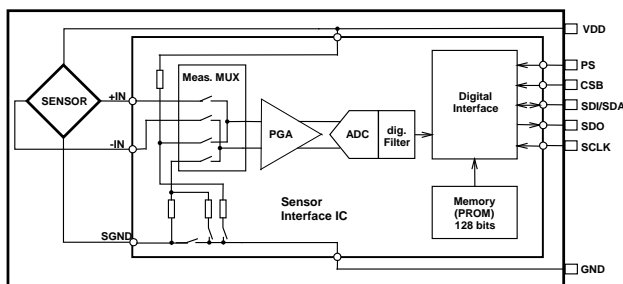 VDD
PS
CSB
SDI/SDA
SDO
SCLK
GND
SENSOR
+IN
-IN
SGND
Meas. MUX
PGA
ADC
dig.
Filter
Digital
Interface
Memory
(PROM)
128 bits
Sensor
Interface IC